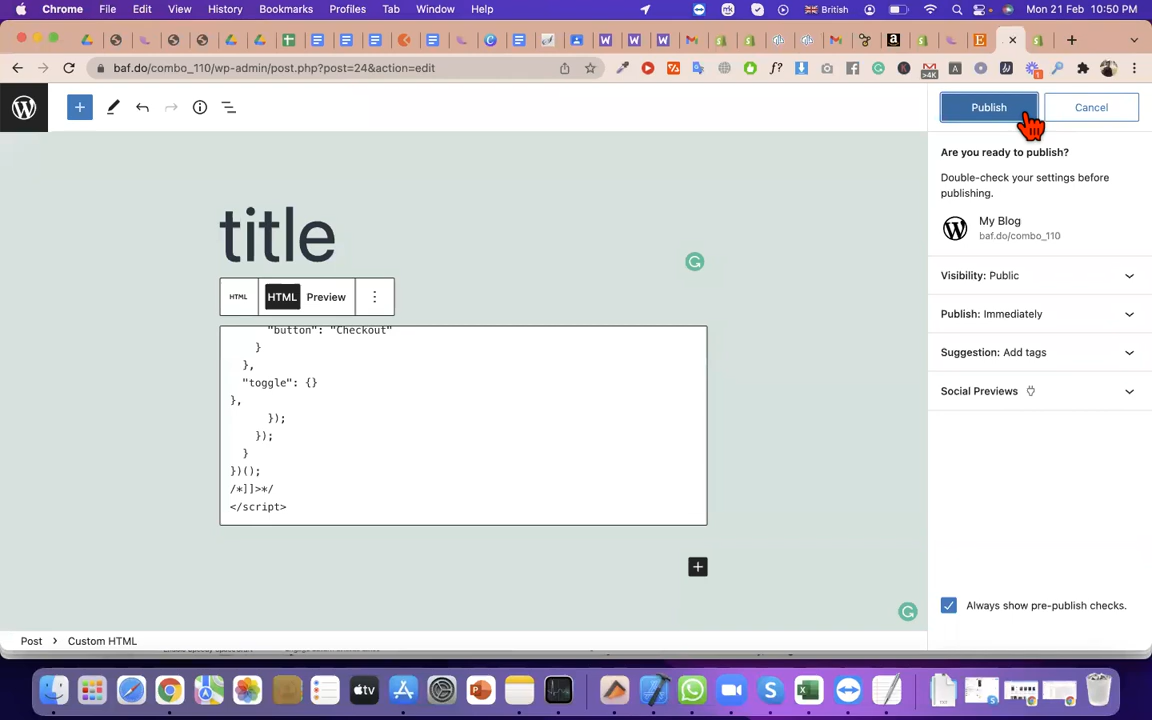 Chrome File Edit View History Bookmarks Profiles Tab Window Help British Mon 21 Feb 10:50 PM
baf.do/combo_110/wp-admin/post.php?post=24&action=edit
f?
>4K
Publish Cancel
Are you ready to publish?
Double-check your settings before
publishing.
My Blog
baf.do/combo_110
Visibility: Public
Publish: Immediately
Suggestion: Add tags
Social Previews
Always show pre-publish checks.
title
HTML HTML Preview
"button": "Checkout"
}
},
"toggle": {}
},
});
});
}
})();
/*]]>*/
</script>
Post > Custom HTML
tv